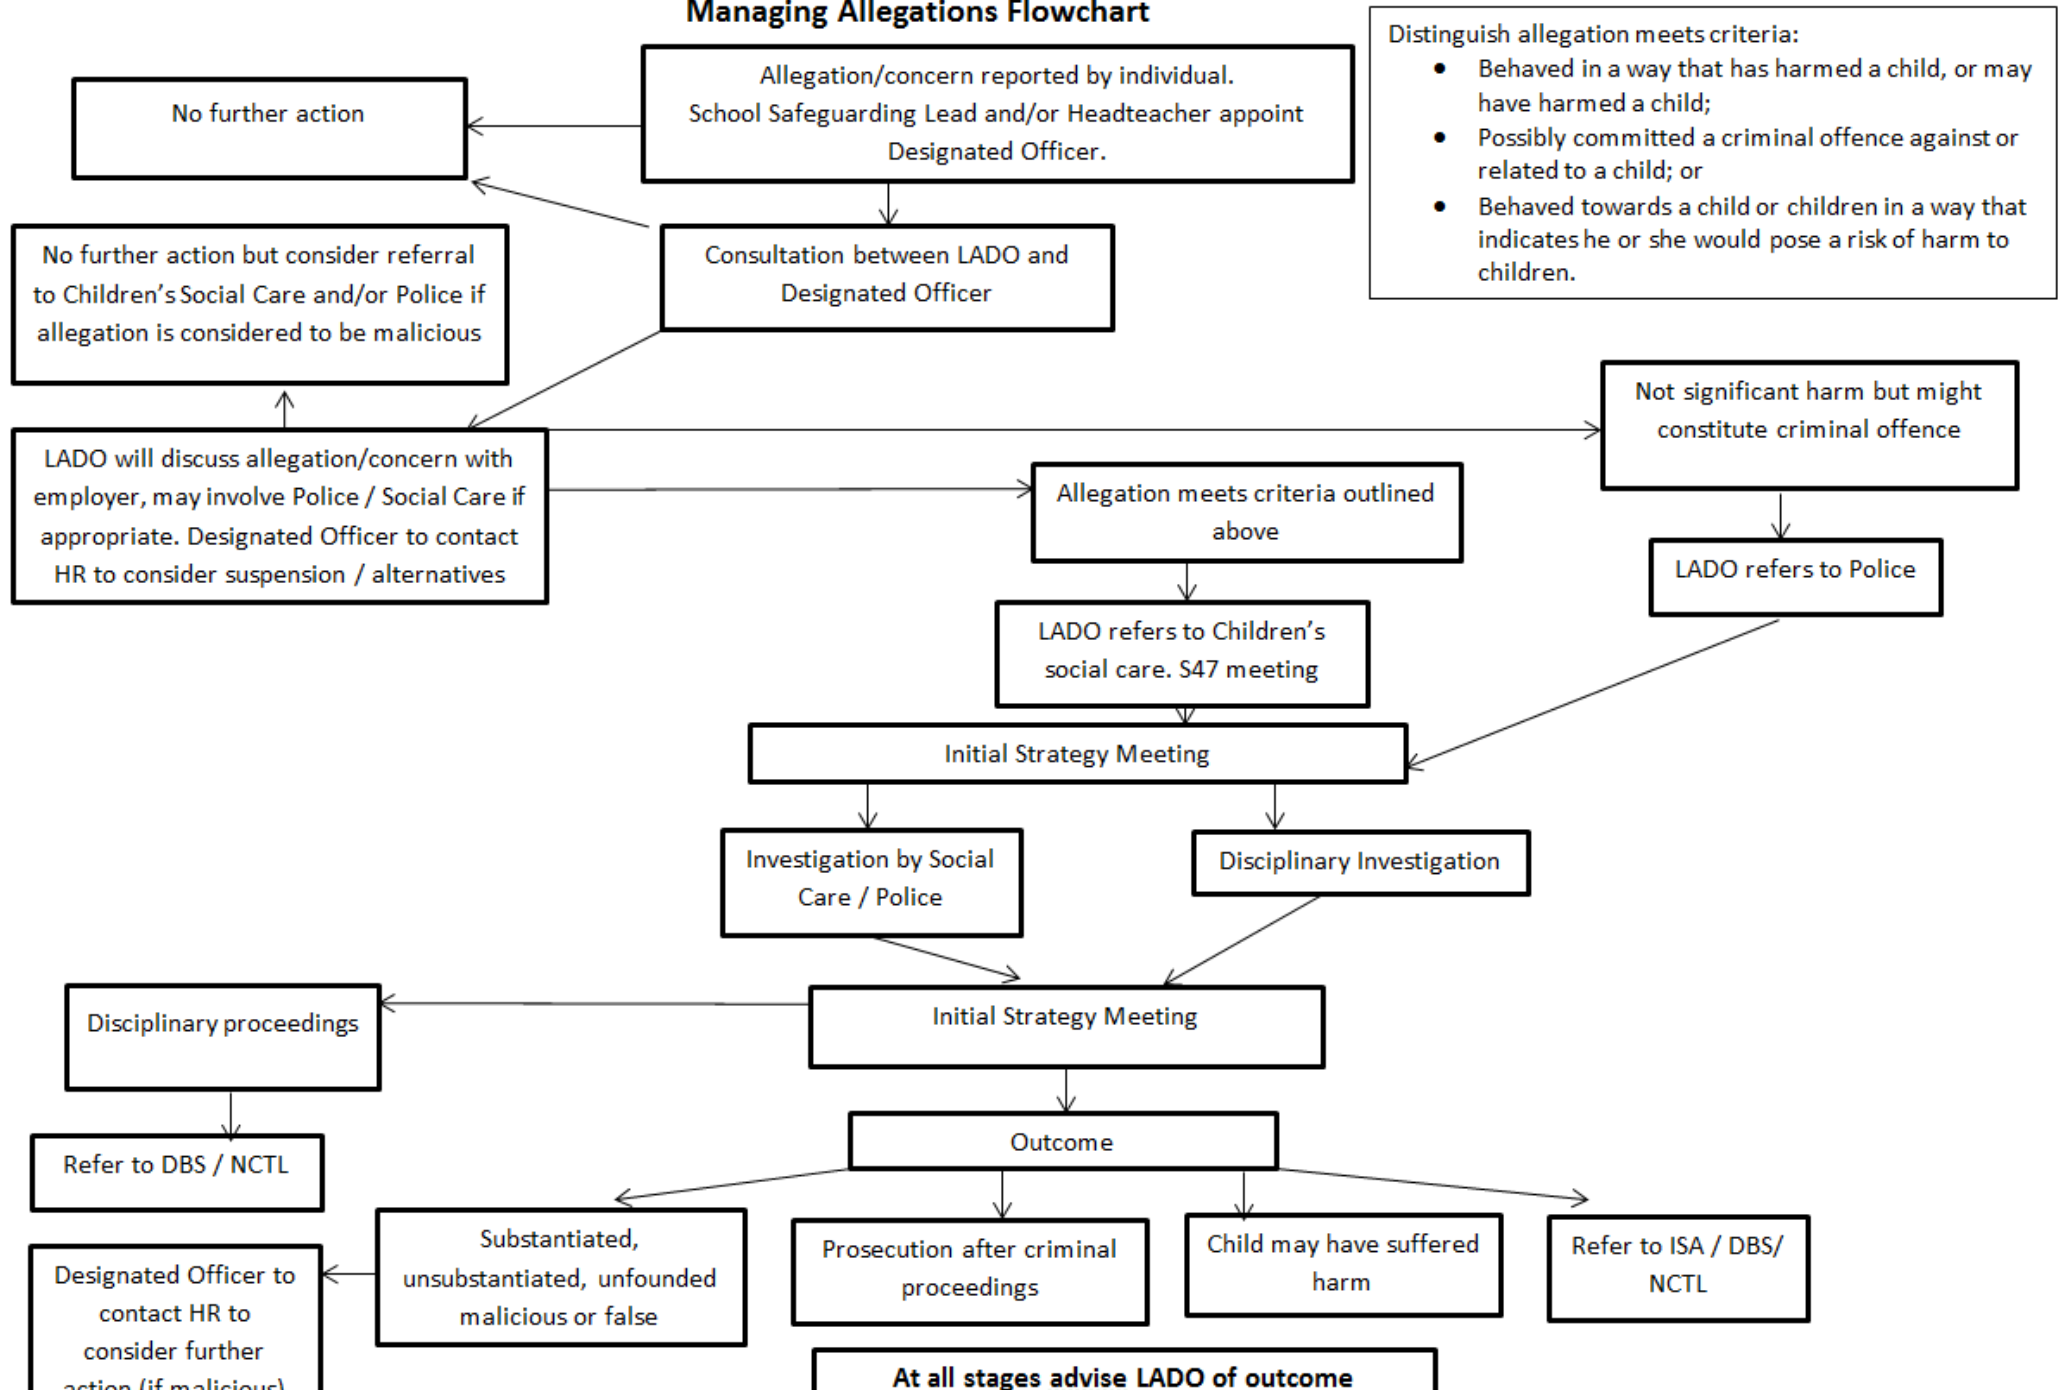 Managing Allegations Flowchart
Distinguish allegation meets criteria:
• Behaved in a way that has harmed a child, or may
have harmed a child;
• Possibly committed a criminal offence against or
related to a child; or
• Behaved towards a child or children in a way that
indicates he or she would pose a risk of harm to
children.
Allegation/concern reported by individual.
School Safeguarding Lead and/or Headteacher appoint
Designated Officer.
No further action
Consultation between LADO and
Designated Officer
No further action but consider referral
to Children's Social Care and/or Police if
allegation is considered to be malicious
LADO will discuss allegation/concern with
employer, may involve Police / Social Care if
appropriate. Designated Officer to contact
HR to consider suspension / alternatives
Not significant harm but might
constitute criminal offence
Allegation meets criteria outlined
above
LADO refers to Police
LADO refers to Children's
social care. S47 meeting
Initial Strategy Meeting
Investigation by Social
Care / Police
Disciplinary Investigation
Initial Strategy Meeting
Disciplinary proceedings
Refer to DBS / NCTL
Outcome
Substantiated,
unsubstantiated, unfounded
malicious or false
Prosecution after criminal
proceedings
Child may have suffered
harm
Refer to ISA / DBS/
NCTL
Designated Officer to
contact HR to
consider further
action (if malicious)
At all stages advise LADO of outcome